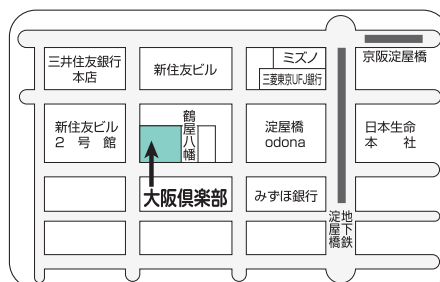 三井住友銀行
本店
新住友ビル
ミズノ
三菱東京UFJ銀行
京阪淀屋橋
新住友ビル
2号館
鶴屋八幡
淀屋橋
odona
日本生命
本社
大阪倶楽部
みずほ銀行
地下鉄
淀屋橋